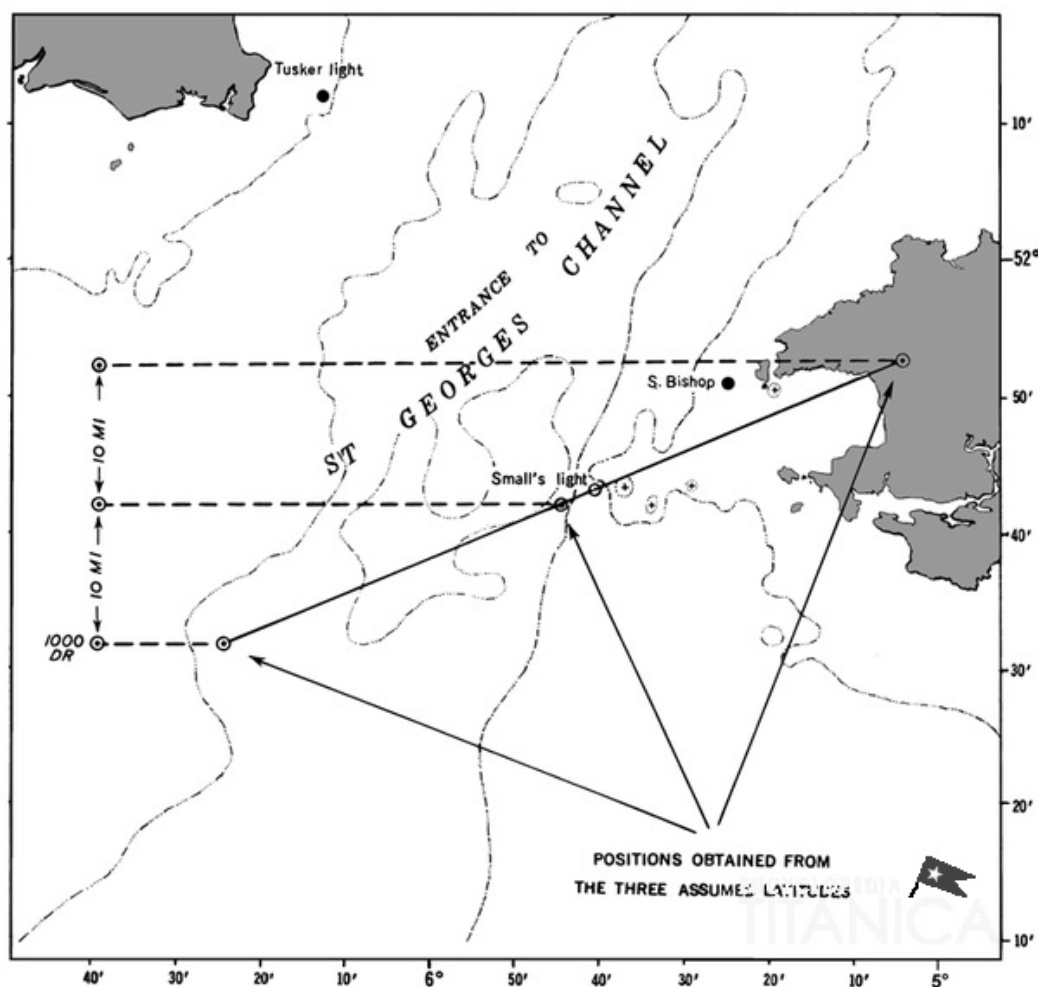 Tusker light
10'
ENTRANCE TO
ST GEORGES CHANNEL
52°
S. Bishop
50'
10 MI
Small's light
40'
10 MI
1000
DR
30'
20'
POSITIONS OBTAINED FROM
THE THREE ASSUMED LATITUDES
ENCYCLOPEDIA
TITANICA
10'
40' 30' 20' 10' 6° 50' 40' 30' 20' 10' 5°